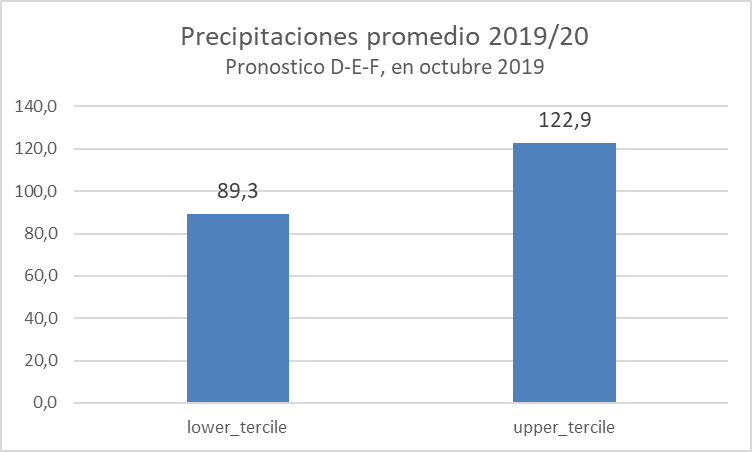 Precipitaciones promedio 2019/20
Pronostico D-E-F, en octubre 2019
140,0
120,0
100,0
80,0
60,0
40,0
20,0
0,0
89,3
122,9
lower_tercile
upper_tercile